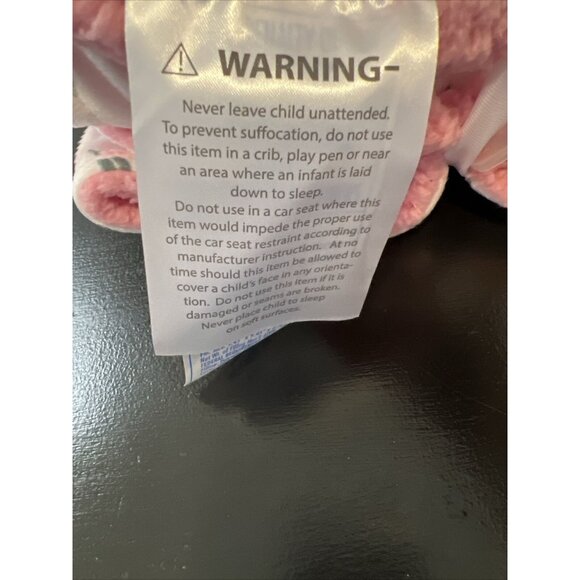 ⚠ WARNING-
Never leave child unattended.
To prevent suffocation, do not use
this item in a crib, play pen or near
an area where an infant is laid
down to sleep.
Do not use in a car seat where this
item would impede the proper use
of the car seat restraint according to
manufacturer instruction. At no
time should this item be allowed to
cover a child's face in any orienta-
tion. Do not use this item if it is
damaged or seams are broken.
Never place child to sleep
on soft surfaces.